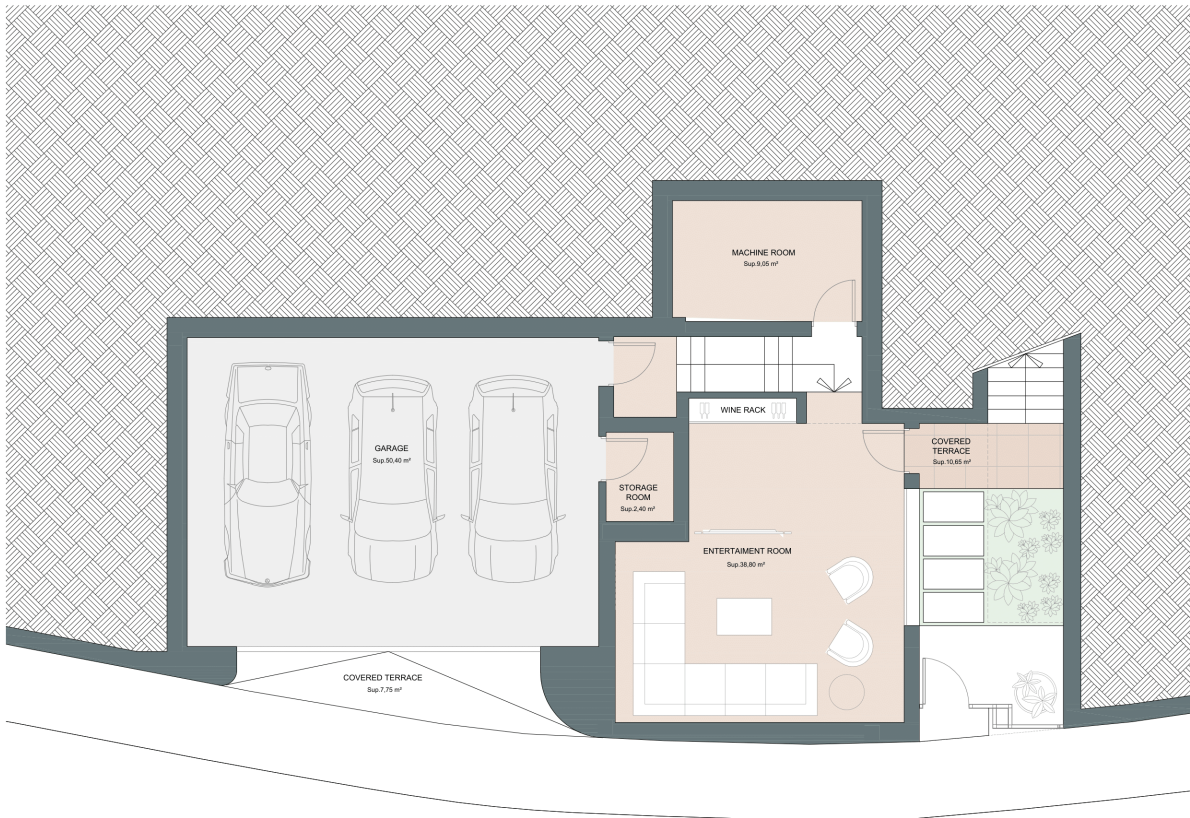 MACHINE ROOM
Sup.9,05 m²
WINE RACK
GARAGE
Sup.50,40 m²
COVERED
TERRACE
Sup.10,65 m²
STORAGE
ROOM
Sup.2,40 m²
ENTERTAIMENT ROOM
Sup.38,80 m²
COVERED TERRACE
Sup.7,75 m²